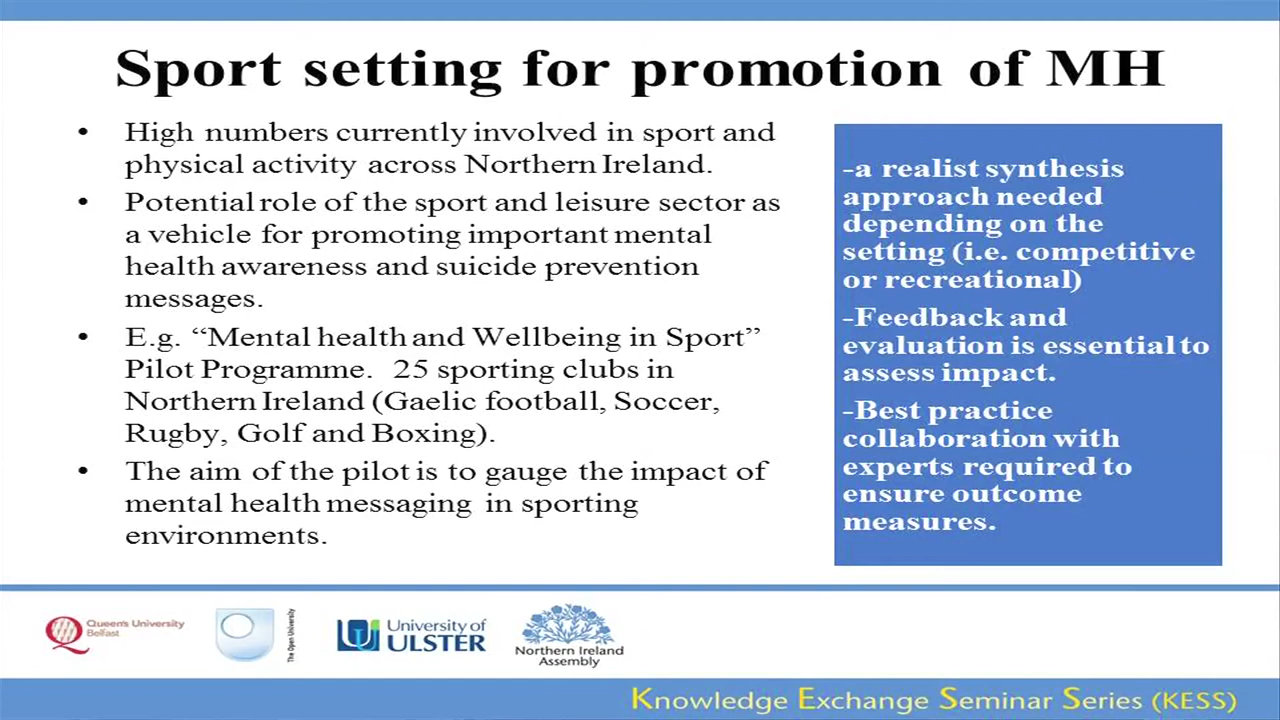 Sport setting for promotion of MH
• High numbers currently involved in sport and
physical activity across Northern Ireland.
• Potential role of the sport and leisure sector as
a vehicle for promoting important mental
health awareness and suicide prevention
messages.
• E.g. “Mental health and Wellbeing in Sport”
Pilot Programme. 25 sporting clubs in
Northern Ireland (Gaelic football, Soccer,
Rugby, Golf and Boxing).
• The aim of the pilot is to gauge the impact of
mental health messaging in sporting
environments.
-a realist synthesis
approach needed
depending on the
setting (i.e. competitive
or recreational)
-Feedback and
evaluation is essential to
assess impact.
-Best practice
collaboration with
experts required to
ensure outcome
measures.
Queen's University
Belfast
The Open University
University of
ULSTER
Northern Ireland
Assembly
Knowledge Exchange Seminar Series (KESS)